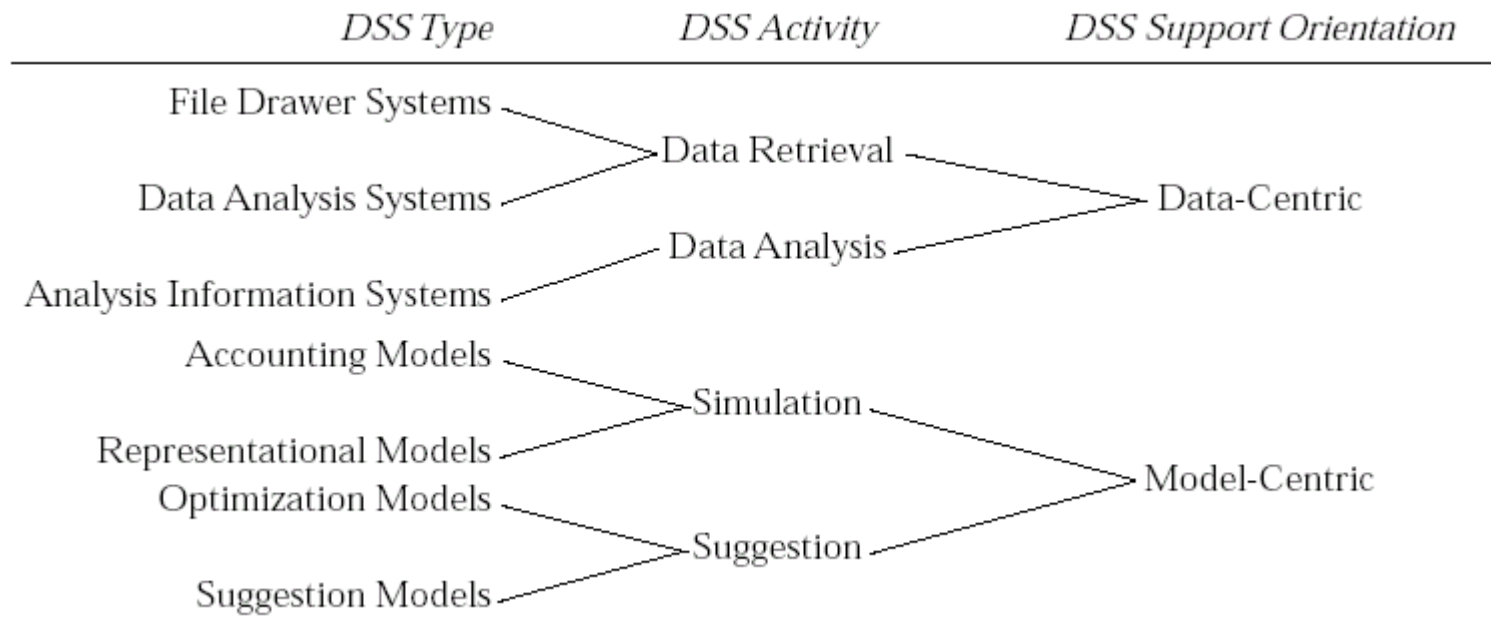 DSS Type DSS Activity DSS Support Orientation
File Drawer Systems
Data Retrieval
Data Analysis Systems
Data-Centric
Data Analysis
Analysis Information Systems
Accounting Models
Simulation
Representational Models
Model-Centric
Optimization Models
Suggestion
Suggestion Models